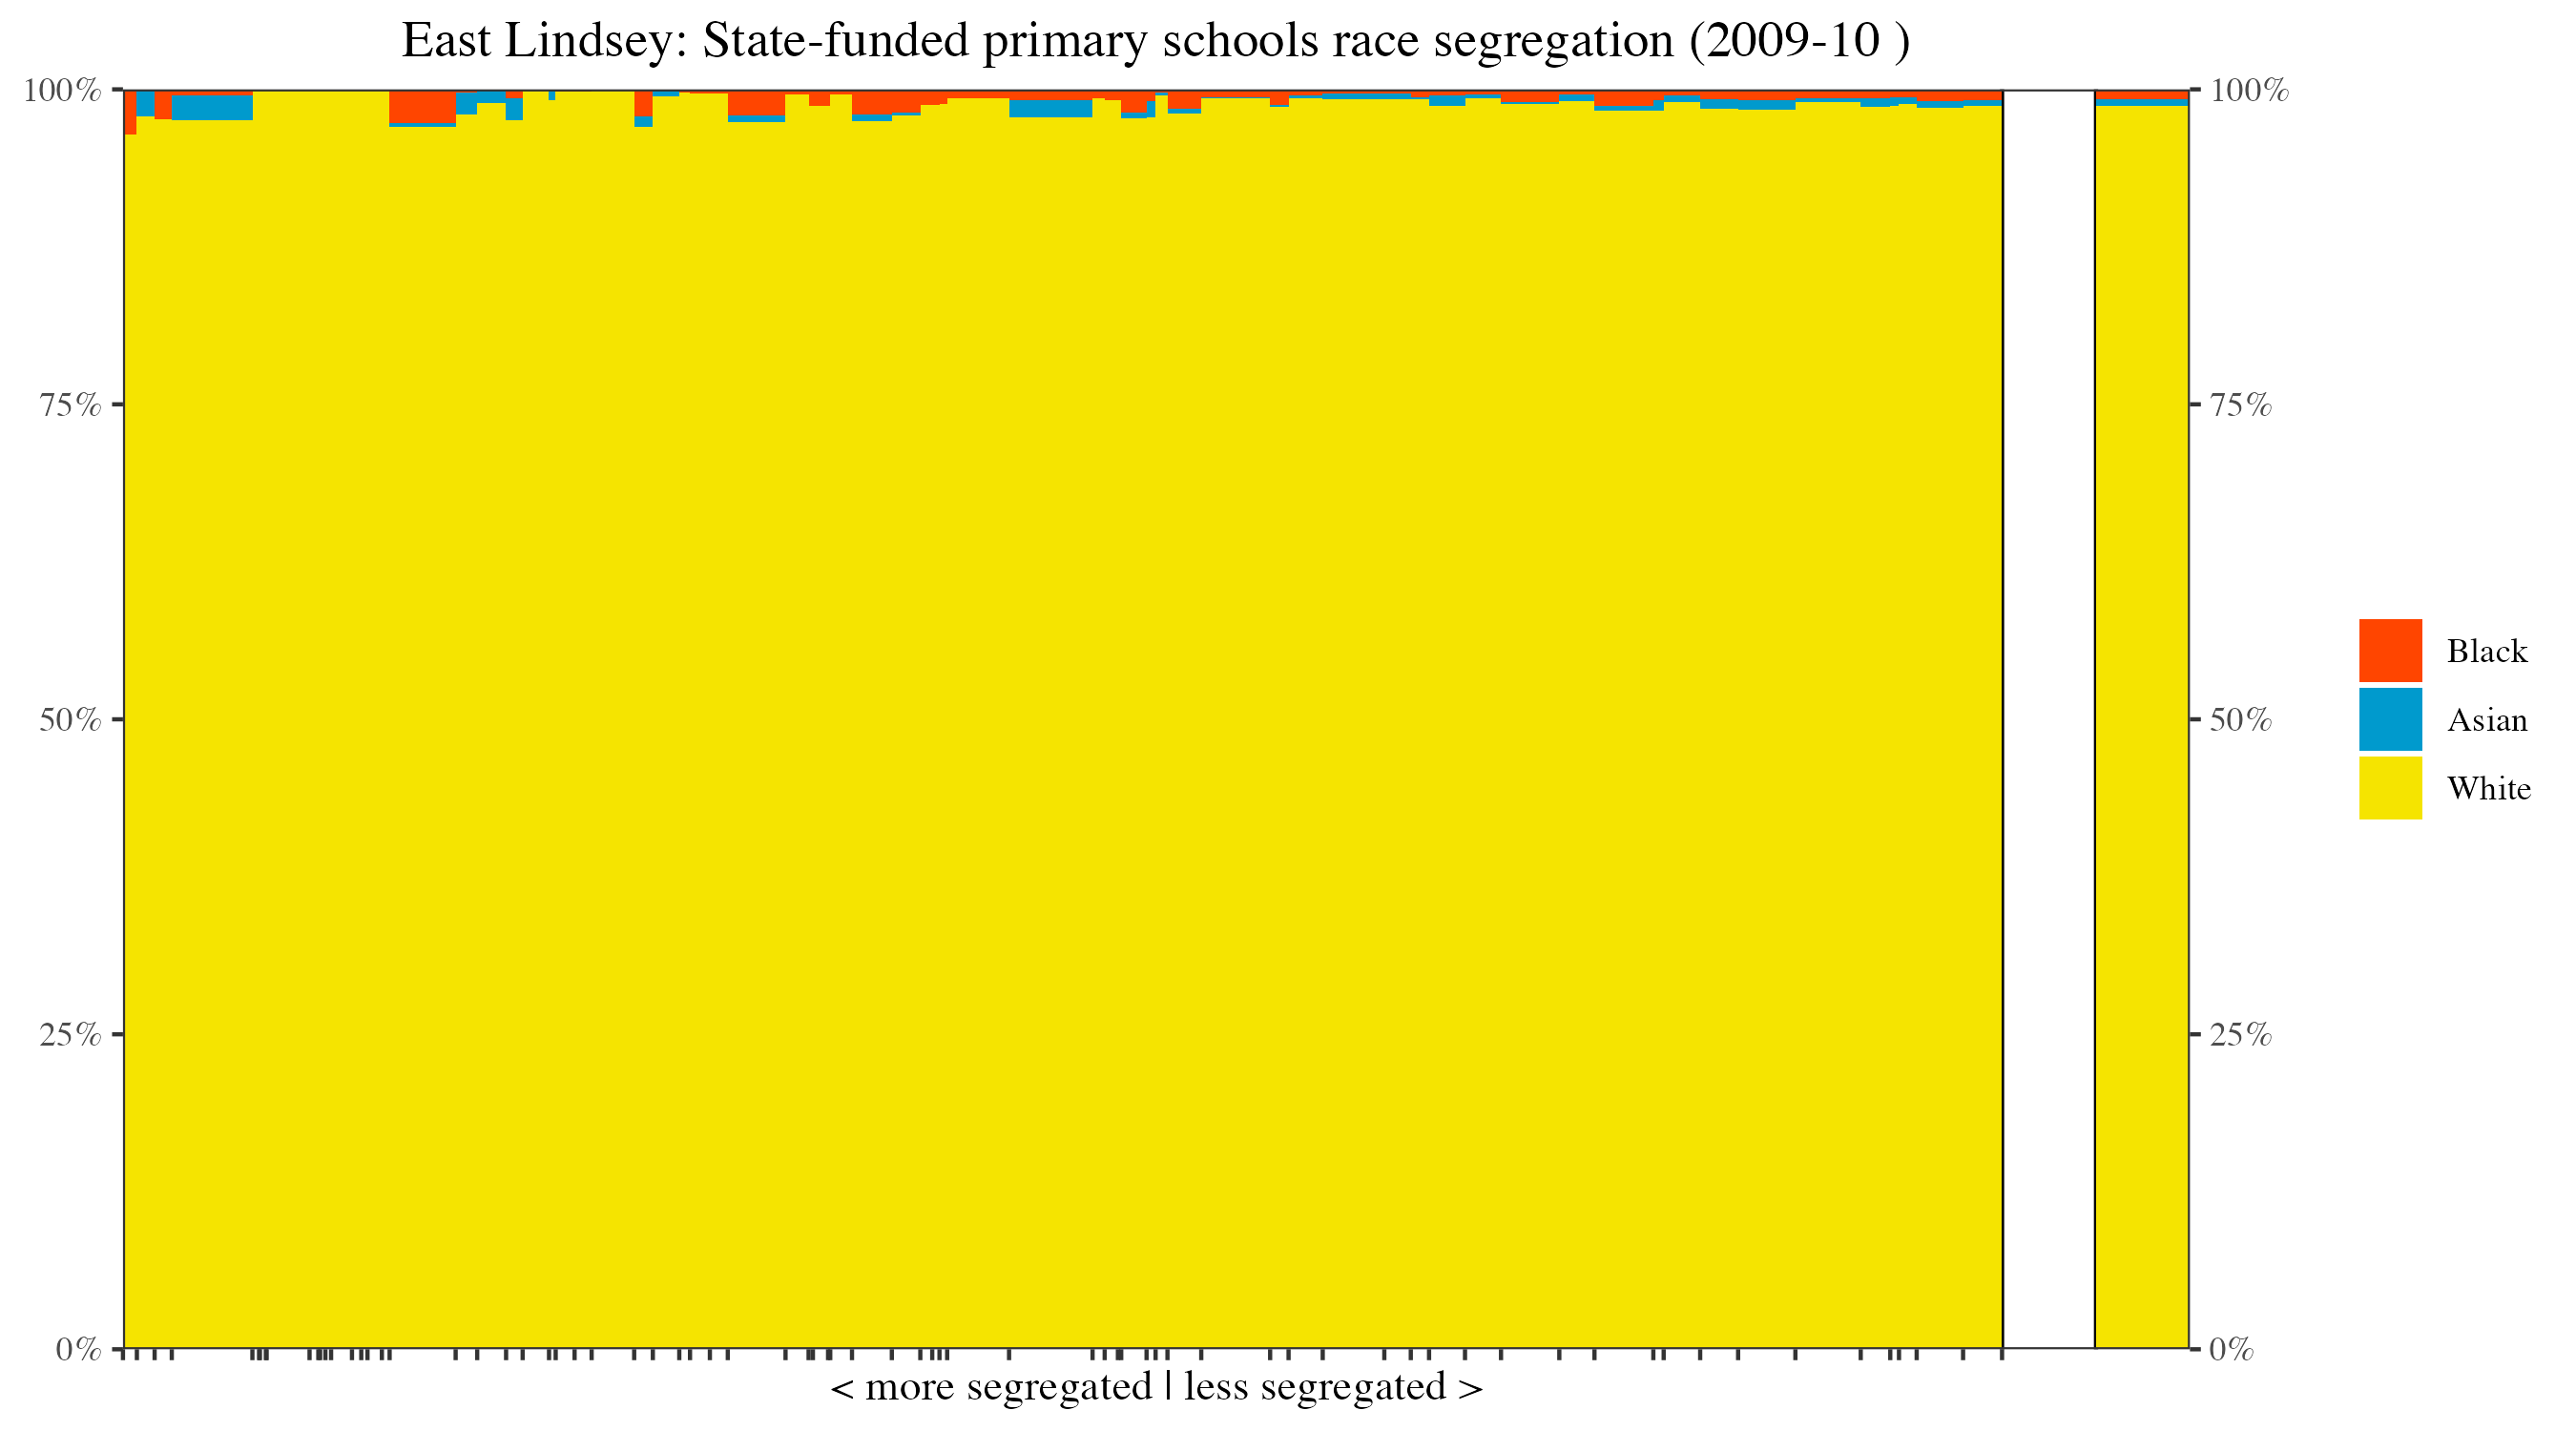 East Lindsey: State-funded primary schools race segregation (2009-10 )
100%
75%
50%
25%
0%
100%
75%
50%
25%
0%
Black
Asian
White
< more segregated | less segregated >